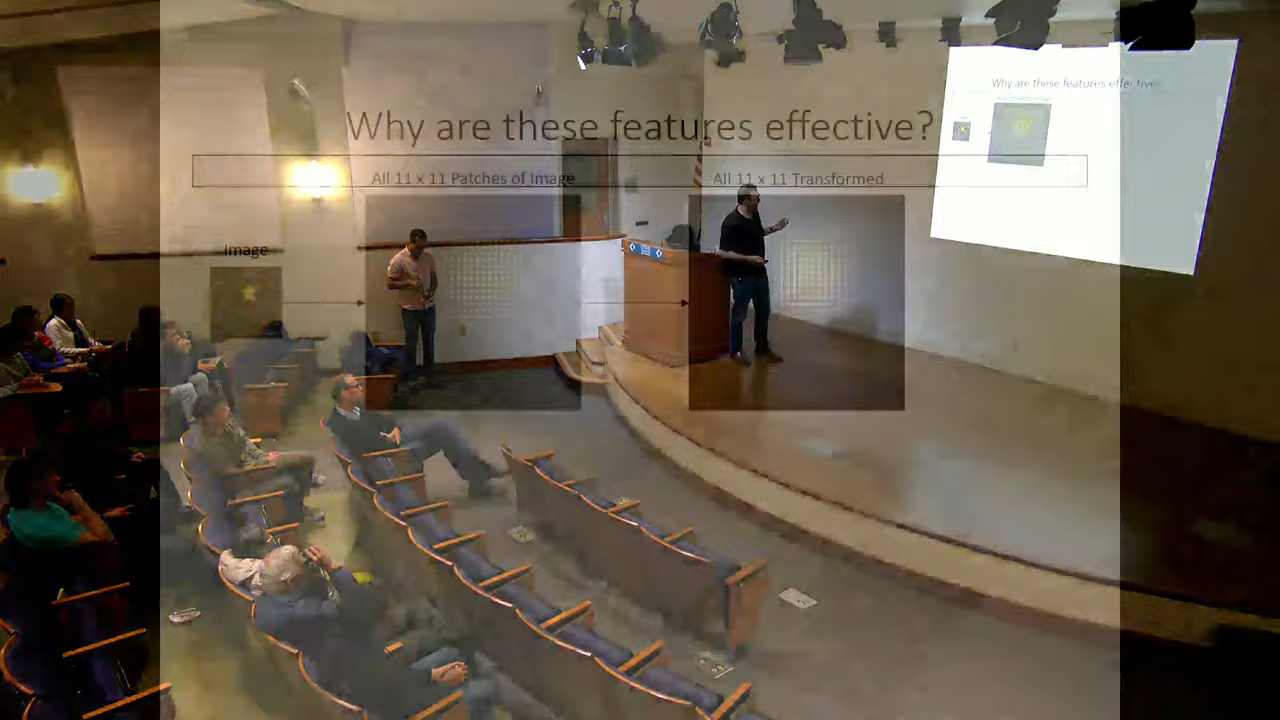 Why are these features effective?
All 11 x 11 Patches of Image
All 11 x 11 Transformed
Image
Why are these features effective